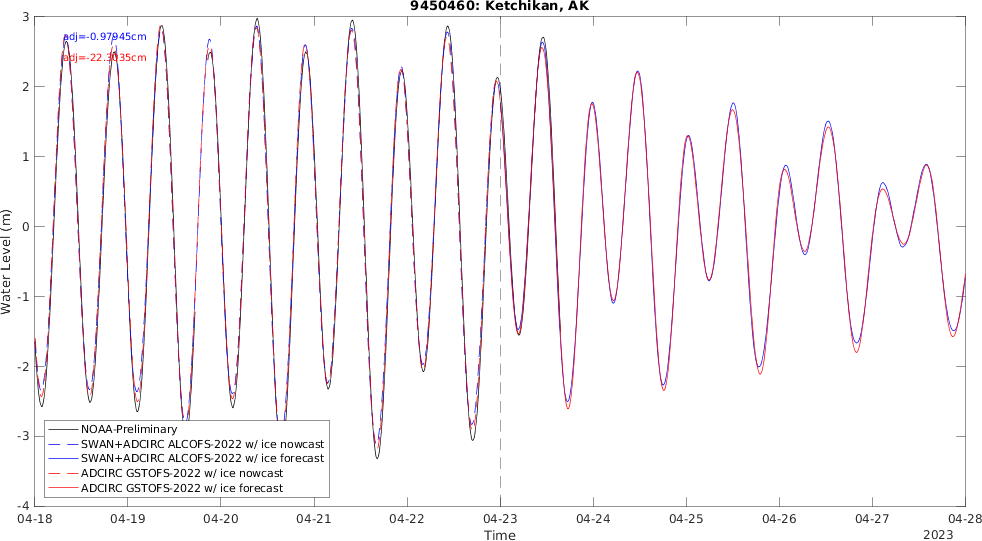 9450460: Ketchikan, AK
adj=-0.97945cm
adj=-22.3035cm
3
2
1
0
-1
-2
-3
-4
Water Level (m)
NOAA-Preliminary
SWAN+ADCIRC ALCOFS-2022 w/ ice nowcast
SWAN+ADCIRC ALCOFS-2022 w/ ice forecast
ADCIRC GSTOFS-2022 w/ ice nowcast
ADCIRC GSTOFS-2022 w/ ice forecast
04-18 04-19 04-20 04-21 04-22 04-23 04-24 04-25 04-26 04-27 04-28
Time
2023